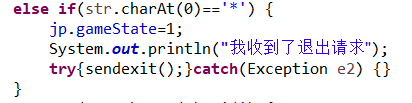 else if(str.charAt(0)=='*') {
jp.gameState=1;
System.out.println("我收到了退出请求");
try{sendexit();}catch(Exception e2) {}
}